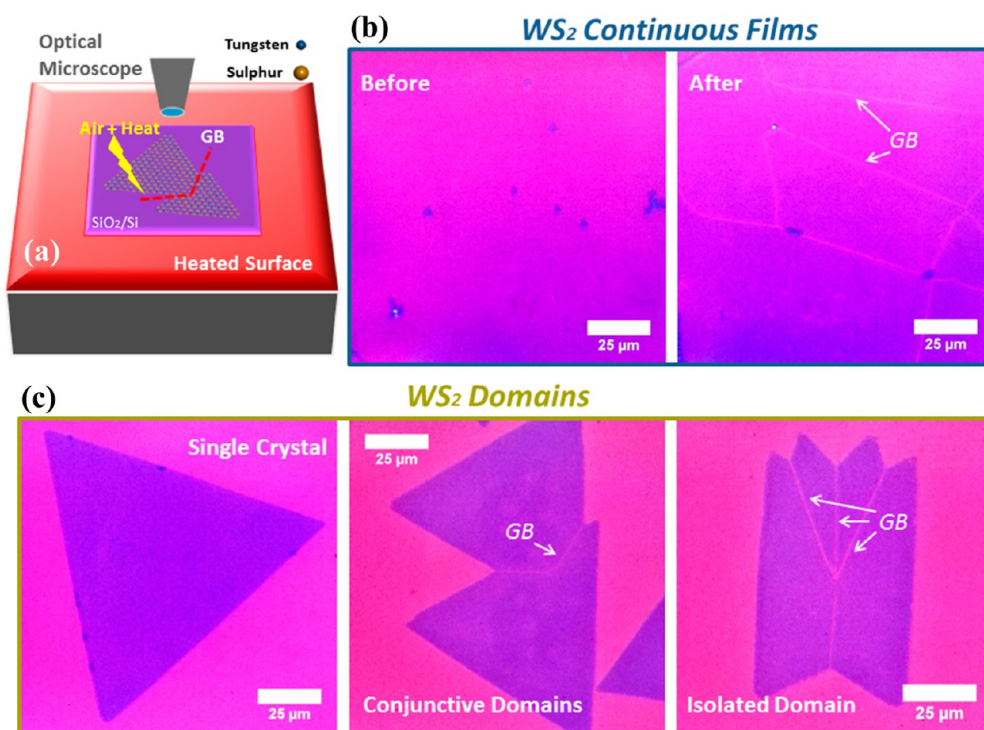 (a)
Optical
Microscope
Tungsten
Sulphur
Air + Heat
GB
SiO₂/Si
Heated Surface
(b)
WS₂ Continuous Films
Before
25 µm
After
GB
25 µm
(c)
WS₂ Domains
Single Crystal
25 µm
25 µm
GB
Conjunctive Domains
GB
Isolated Domain
25 µm